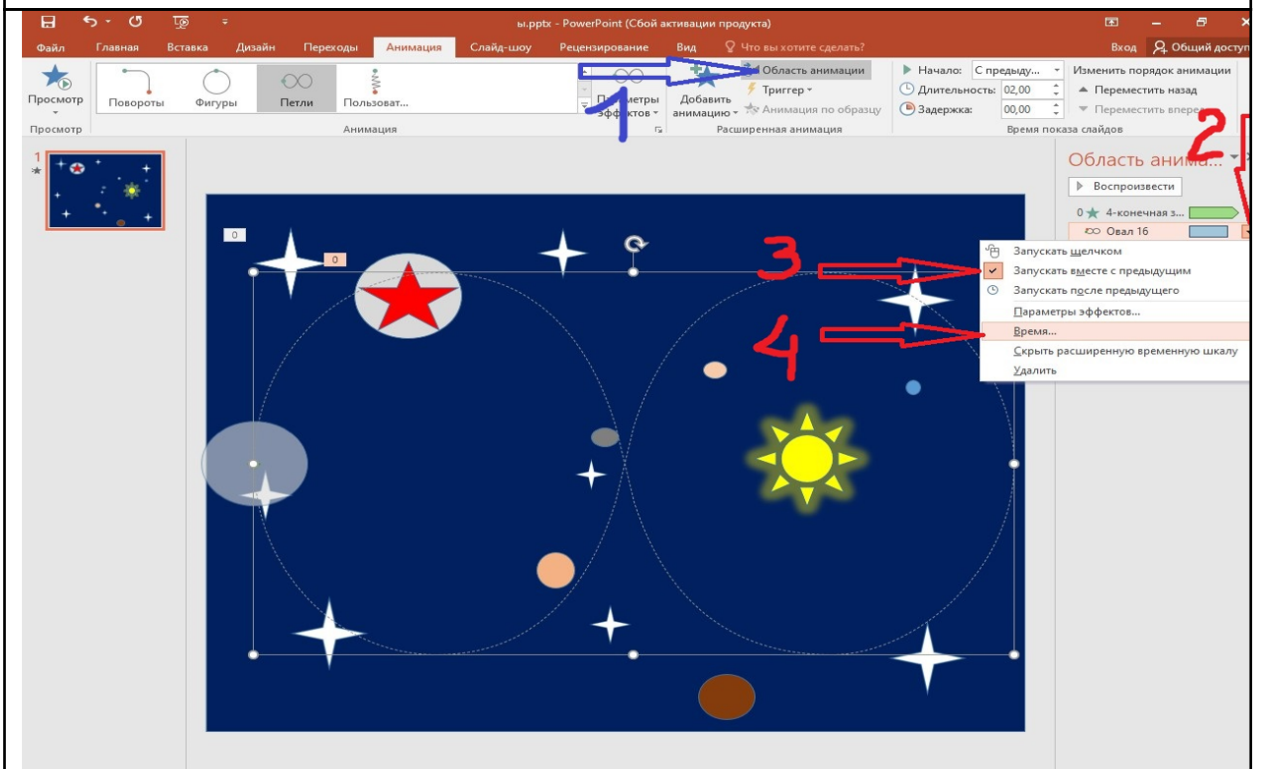 ы.pptx - PowerPoint (Сбой активации продукта)
Файл Главная Вставка Дизайн Переходы Анимация Слайд-шоу Рецензирование Вид Что вы хотите сделать? Вход Общий доступ
Просмотр
Повороты Фигуры Петли Пользоват...
Параметры эффектов
Добавить анимацию
Область анимации
Триггер
Анимация по образцу
Начало: С предыду...
Длительность: 02,00
Задержка: 00,00
Изменить порядок анимации
Переместить назад
Переместить вперед
Просмотр Анимация Расширенная анимация Время показа слайдов
1
2
1
Область анима...
Воспроизвести
0 4-конечная з...
Овал 16
0
0
3
Запускать щелчком
Запускать вместе с предыдущим
Запускать после предыдущего
Параметры эффектов...
4
Время...
Скрыть расширенную временную шкалу
Удалить